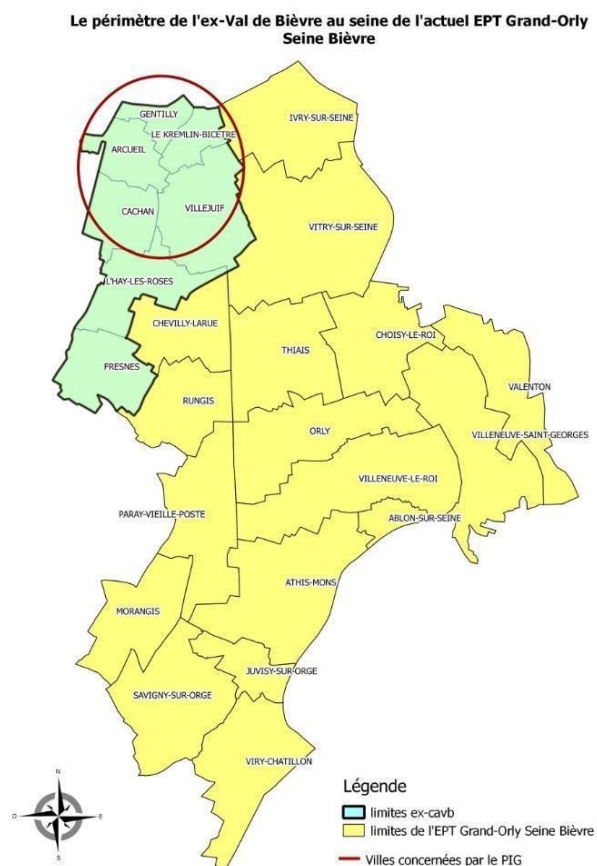 Le périmètre de l'ex-Val de Bièvre au sein de l'actuel EPT Grand-Orly
Seine Bièvre
GENTILLY
IVRY-SUR-SEINE
LE KREMLIN-BICETRE
ARCUEIL
CACHAN
VILLEJUIF
VITRY-SUR-SEINE
L'HAY-LES-ROSES
CHEVILLY-LARUE
CHOISY-LE-ROI
THIAIS
FRESNES
VALENTON
RUNGIS
ORLY
VILLENEUVE-SAINT-GEORGES
VILLENEUVE-LE-ROI
PARAY-VIEILLE-POSTE
ABLON-SUR-SEINE
ATHIS-MONS
MORANGIS
JUVISY-SUR-ORGE
SAVIGNY-SUR-ORGE
VIRY-CHATILLON
N
O
E
S
Légende
limites ex-cavb
limites de l'EPT Grand-Orly Seine Bièvre
Villes concernées par le PIG